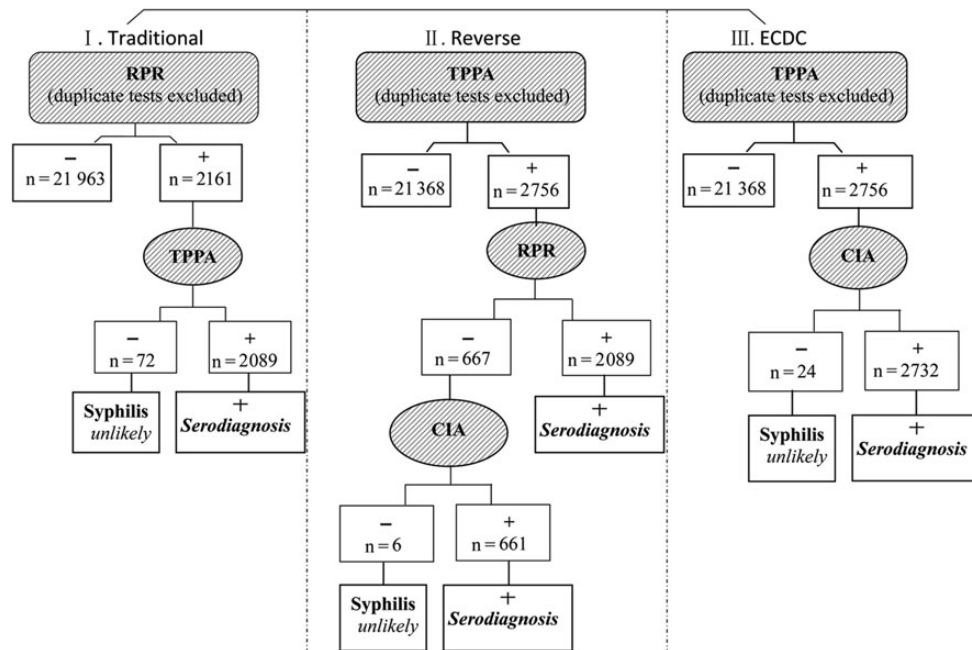 Ⅰ. Traditional
RPR
(duplicate tests excluded)
−
n = 21 963
+
n = 2161
TPPA
−
n = 72
+
n = 2089
Syphilis
unlikely
+
Serodiagnosis
Ⅱ. Reverse
TPPA
(duplicate tests excluded)
−
n = 21 368
+
n = 2756
RPR
−
n = 667
+
n = 2089
CIA
+
Serodiagnosis
−
n = 6
+
n = 661
Syphilis
unlikely
+
Serodiagnosis
Ⅲ. ECDC
TPPA
(duplicate tests excluded)
−
n = 21 368
+
n = 2756
CIA
−
n = 24
+
n = 2732
Syphilis
unlikely
+
Serodiagnosis